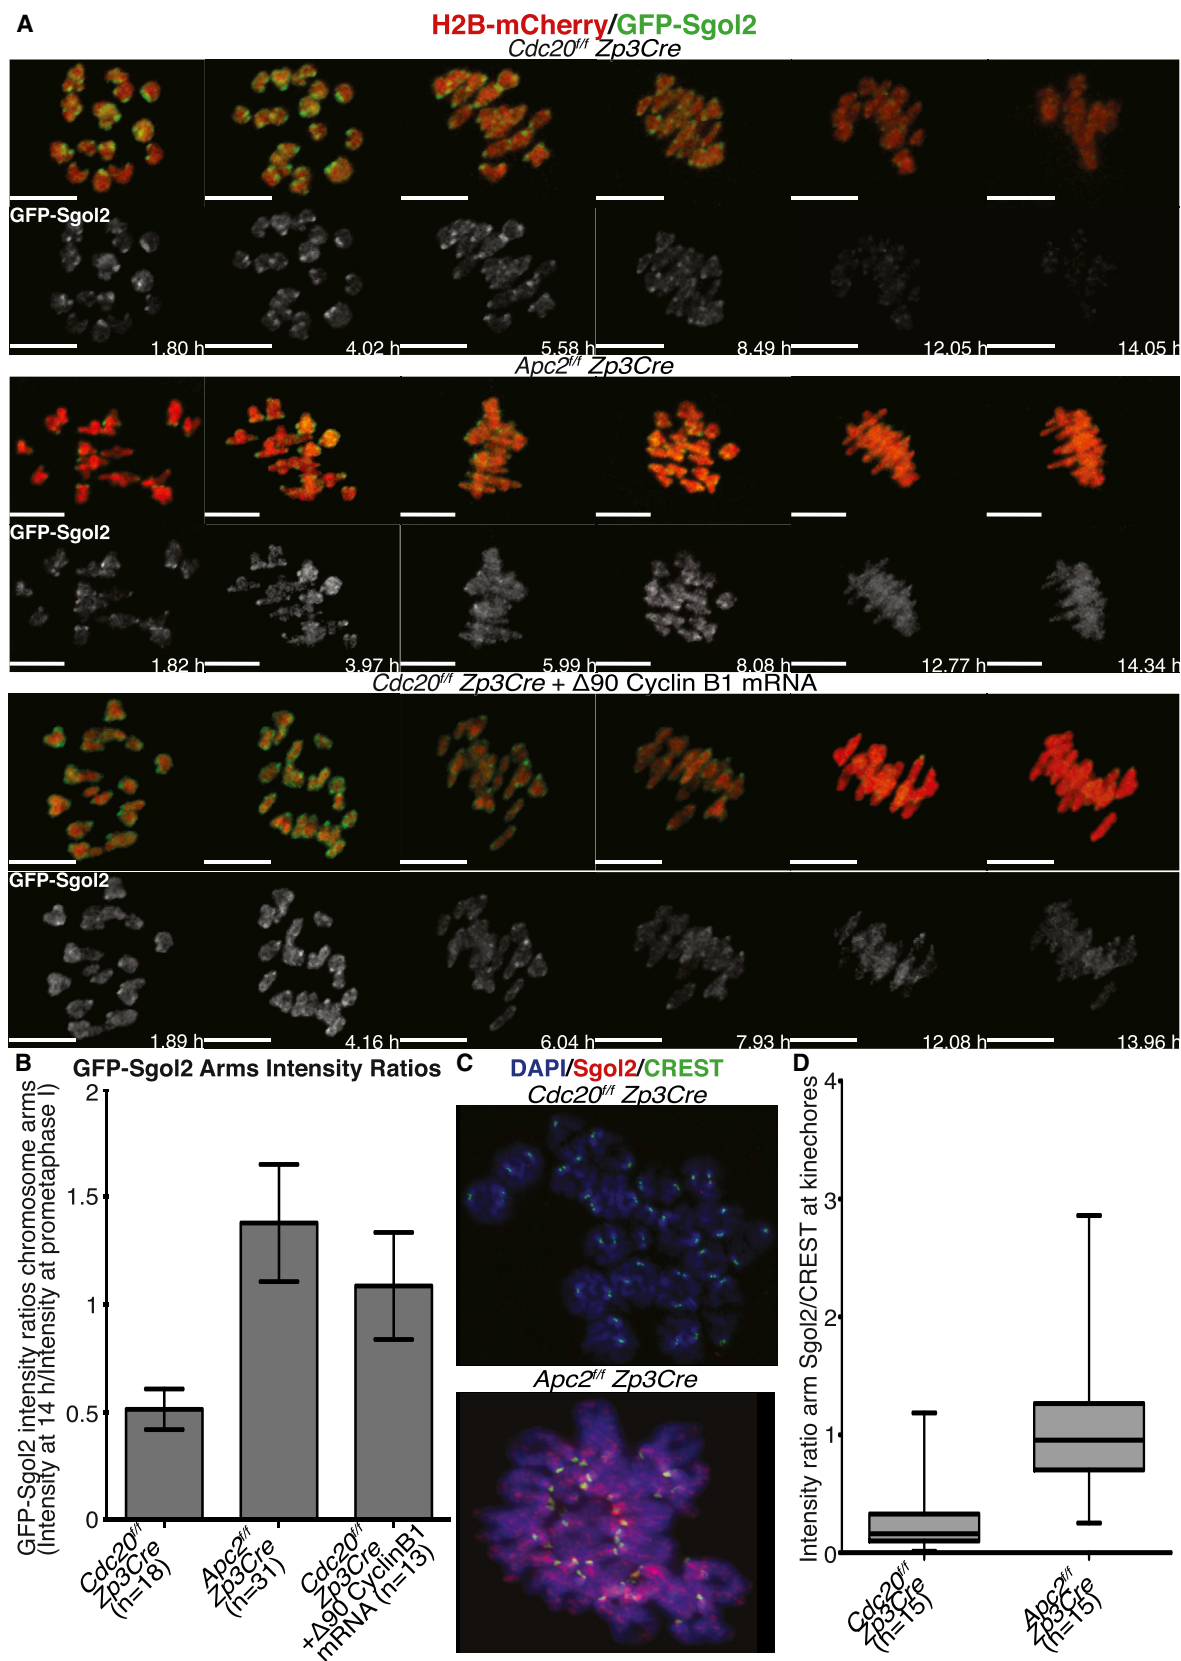 A
H2B-mCherry/GFP-Sgol2
Cdc20f/f Zp3Cre
GFP-Sgol2
1.80 h
4.02 h
5.58 h
8.49 h
12.05 h
14.05 h
Apc2f/f Zp3Cre
GFP-Sgol2
1.82 h
3.97 h
5.99 h
8.08 h
12.77 h
14.34 h
Cdc20f/f Zp3Cre + Δ90 Cyclin B1 mRNA
GFP-Sgol2
1.89 h
4.16 h
6.04 h
7.93 h
12.08 h
13.96 h
B
GFP-Sgol2 Arms Intensity Ratios
GFP-Sgol2 intensity ratios chromosome arms
(Intensity at 14 h/Intensity at prometaphase I)
2
1.5
1
0.5
0
Cdc20f/f
Zp3Cre
(n=18)
Apc2f/f
Zp3Cre
(n=31)
Cdc20f/f
Zp3Cre
+Δ90 CyclinB1
mRNA (n=13)
C
DAPI/Sgol2/CREST
Cdc20f/f Zp3Cre
Apc2f/f Zp3Cre
D
Intensity ratio arm Sgol2/CREST at kinechores
4
3
2
1
0
Cdc20f/f
Zp3Cre
(n=15)
Apc2f/f
Zp3Cre
(n=15)